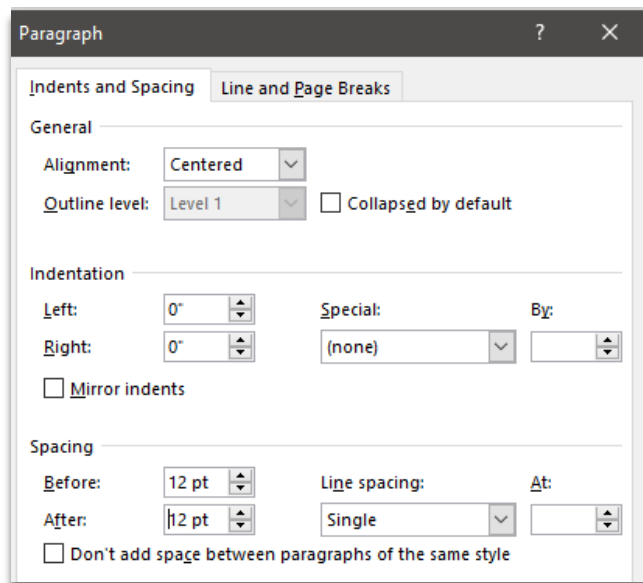 Paragraph ? ×
Indents and Spacing Line and Page Breaks
General
Alignment: Centered
Outline level: Level 1 Collapsed by default
Indentation
Left: 0" Special: By:
Right: 0" (none)
Mirror indents
Spacing
Before: 12 pt Line spacing: At:
After: 12 pt Single
Don't add space between paragraphs of the same style